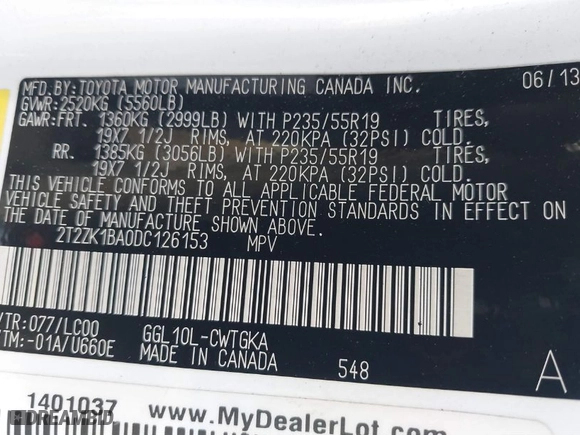 MFD.BY:TOYOTA MOTOR MANUFACTURING CANADA INC. 06/13
GVWR:2520KG (5560LB)
GAWR:FRT. 1360KG (2999LB) WITH P235/55R19 TIRES,
19X7 1/2J RIMS, AT 220KPA (32PSI) COLD.
RR. 1385KG (3056LB) WITH P235/55R19 TIRES,
19X7 1/2J RIMS, AT 220KPA (32PSI) COLD.
THIS VEHICLE CONFORMS TO ALL APPLICABLE FEDERAL MOTOR
VEHICLE SAFETY AND THEFT PREVENTION STANDARDS IN EFFECT ON
THE DATE OF MANUFACTURE SHOWN ABOVE.
2T2ZK1BA0DC126153 MPV
/TR:077/LC00 GGL10L-CWTGKA
TM:-01A/U660E MADE IN CANADA 548 A
1401037 www.MyDealerLot.com
DREAMBID